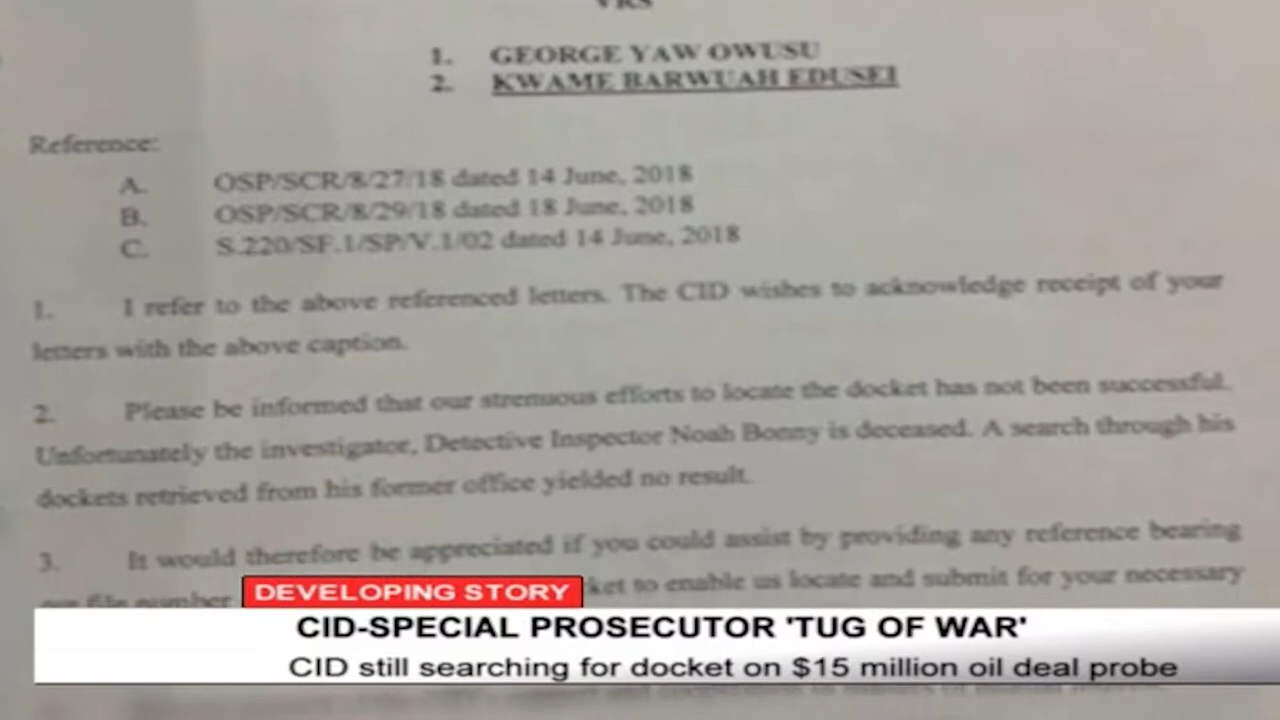 VRS
1. GEORGE YAW OWUSU
2. KWAME BARWUAH EDUSEI
Reference:
A. OSP/SCR/8/27/18 dated 14 June, 2018
B. OSP/SCR/8/29/18 dated 18 June, 2018
C. S.220/SF.1/SP/V.1/02 dated 14 June, 2018
1. I refer to the above referenced letters. The CID wishes to acknowledge receipt of your
letters with the above caption.
2. Please be informed that our strenuous efforts to locate the docket has not been successful.
Unfortunately the investigator, Detective Inspector Noah Bonny is deceased. A search through his
dockets retrieved from his former office yielded no result.
3. It would therefore be appreciated if you could assist by providing any reference bearing
our file number
to enable us locate and submit for your necessary
DEVELOPING STORY
CID-SPECIAL PROSECUTOR 'TUG OF WAR'
CID still searching for docket on $15 million oil deal probe